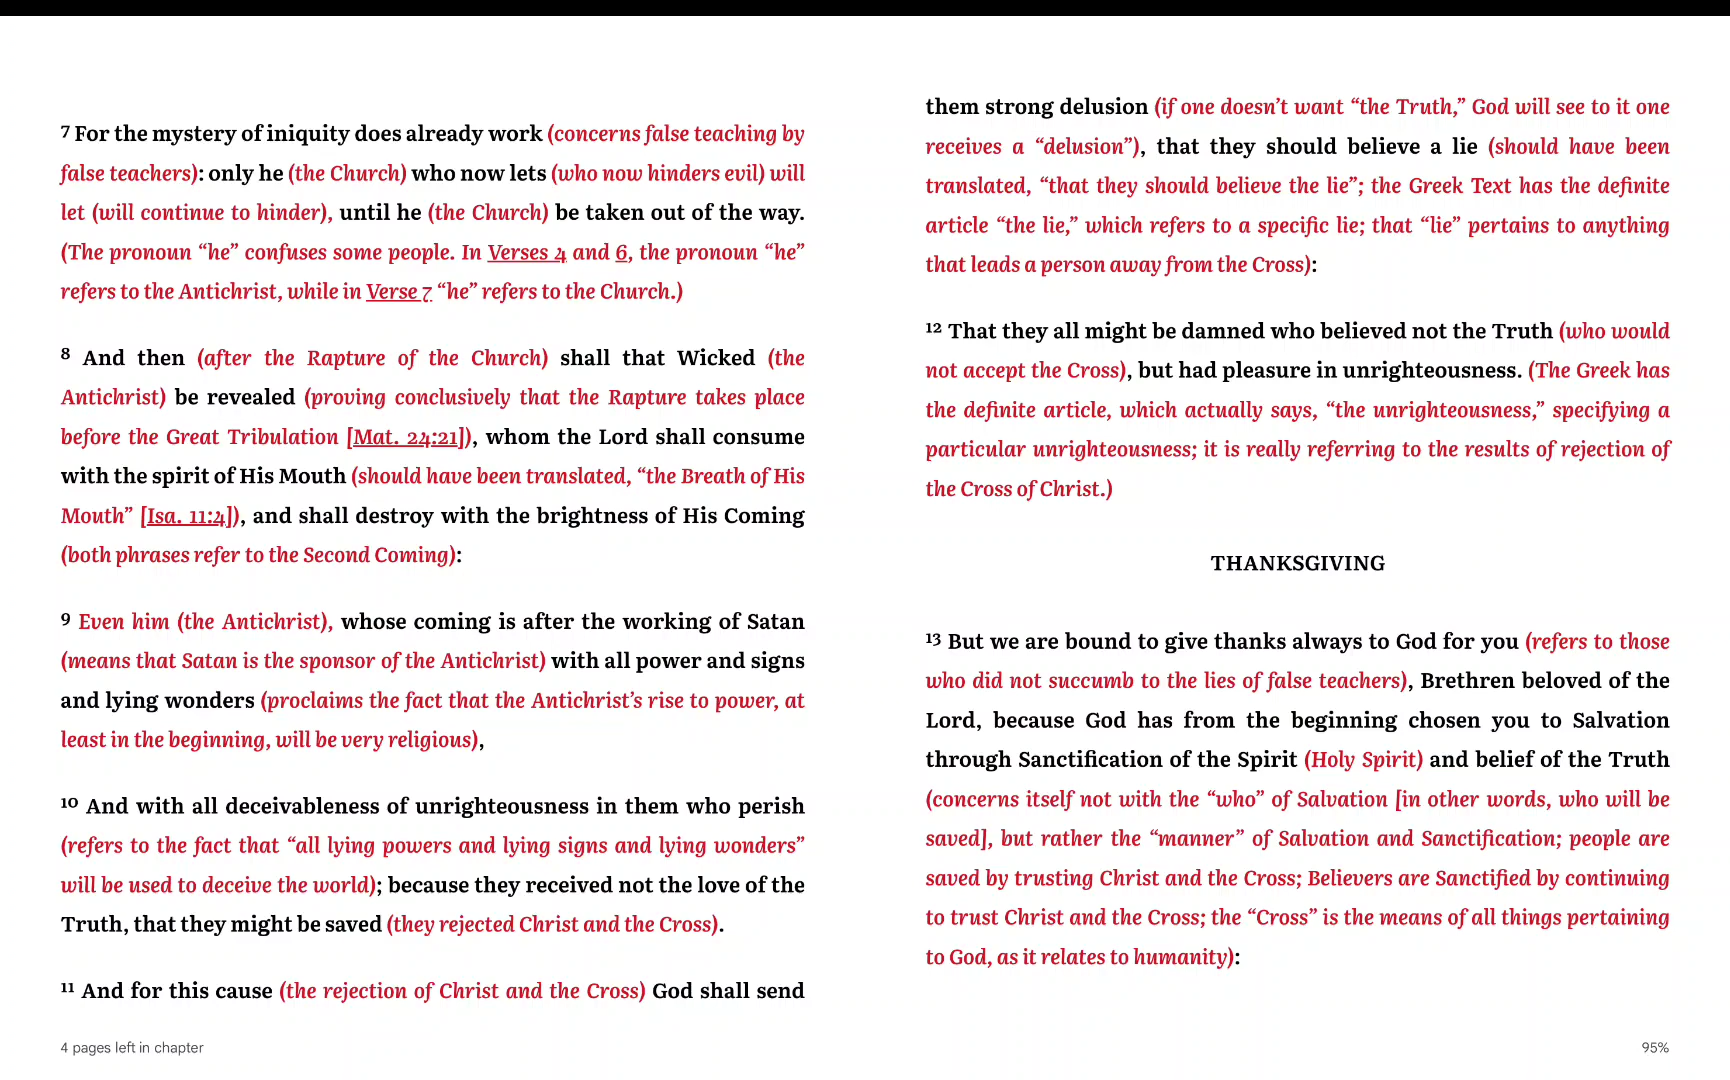 7 For the mystery of iniquity does already work (concerns false teaching by
false teachers): only he (the Church) who now lets (who now hinders evil) will
let (will continue to hinder), until he (the Church) be taken out of the way.
(The pronoun “he” confuses some people. In Verses 4 and 6, the pronoun “he”
refers to the Antichrist, while in Verse 7 “he” refers to the Church.)
8 And then (after the Rapture of the Church) shall that Wicked (the
Antichrist) be revealed (proving conclusively that the Rapture takes place
before the Great Tribulation [Mat. 24:21]), whom the Lord shall consume
with the spirit of His Mouth (should have been translated, “the Breath of His
Mouth” [Isa. 11:4]), and shall destroy with the brightness of His Coming
(both phrases refer to the Second Coming):
9 Even him (the Antichrist), whose coming is after the working of Satan
(means that Satan is the sponsor of the Antichrist) with all power and signs
and lying wonders (proclaims the fact that the Antichrist’s rise to power, at
least in the beginning, will be very religious),
10 And with all deceivableness of unrighteousness in them who perish
(refers to the fact that “all lying powers and lying signs and lying wonders”
will be used to deceive the world); because they received not the love of the
Truth, that they might be saved (they rejected Christ and the Cross).
11 And for this cause (the rejection of Christ and the Cross) God shall send
them strong delusion (if one doesn’t want “the Truth,” God will see to it one
receives a “delusion”), that they should believe a lie (should have been
translated, “that they should believe the lie”; the Greek Text has the definite
article “the lie,” which refers to a specific lie; that “lie” pertains to anything
that leads a person away from the Cross):
12 That they all might be damned who believed not the Truth (who would
not accept the Cross), but had pleasure in unrighteousness. (The Greek has
the definite article, which actually says, “the unrighteousness,” specifying a
particular unrighteousness; it is really referring to the results of rejection of
the Cross of Christ.)
THANKSGIVING
13 But we are bound to give thanks always to God for you (refers to those
who did not succumb to the lies of false teachers), Brethren beloved of the
Lord, because God has from the beginning chosen you to Salvation
through Sanctification of the Spirit (Holy Spirit) and belief of the Truth
(concerns itself not with the “who” of Salvation [in other words, who will be
saved], but rather the “manner” of Salvation and Sanctification; people are
saved by trusting Christ and the Cross; Believers are Sanctified by continuing
to trust Christ and the Cross; the “Cross” is the means of all things pertaining
to God, as it relates to humanity):
4 pages left in chapter
95%